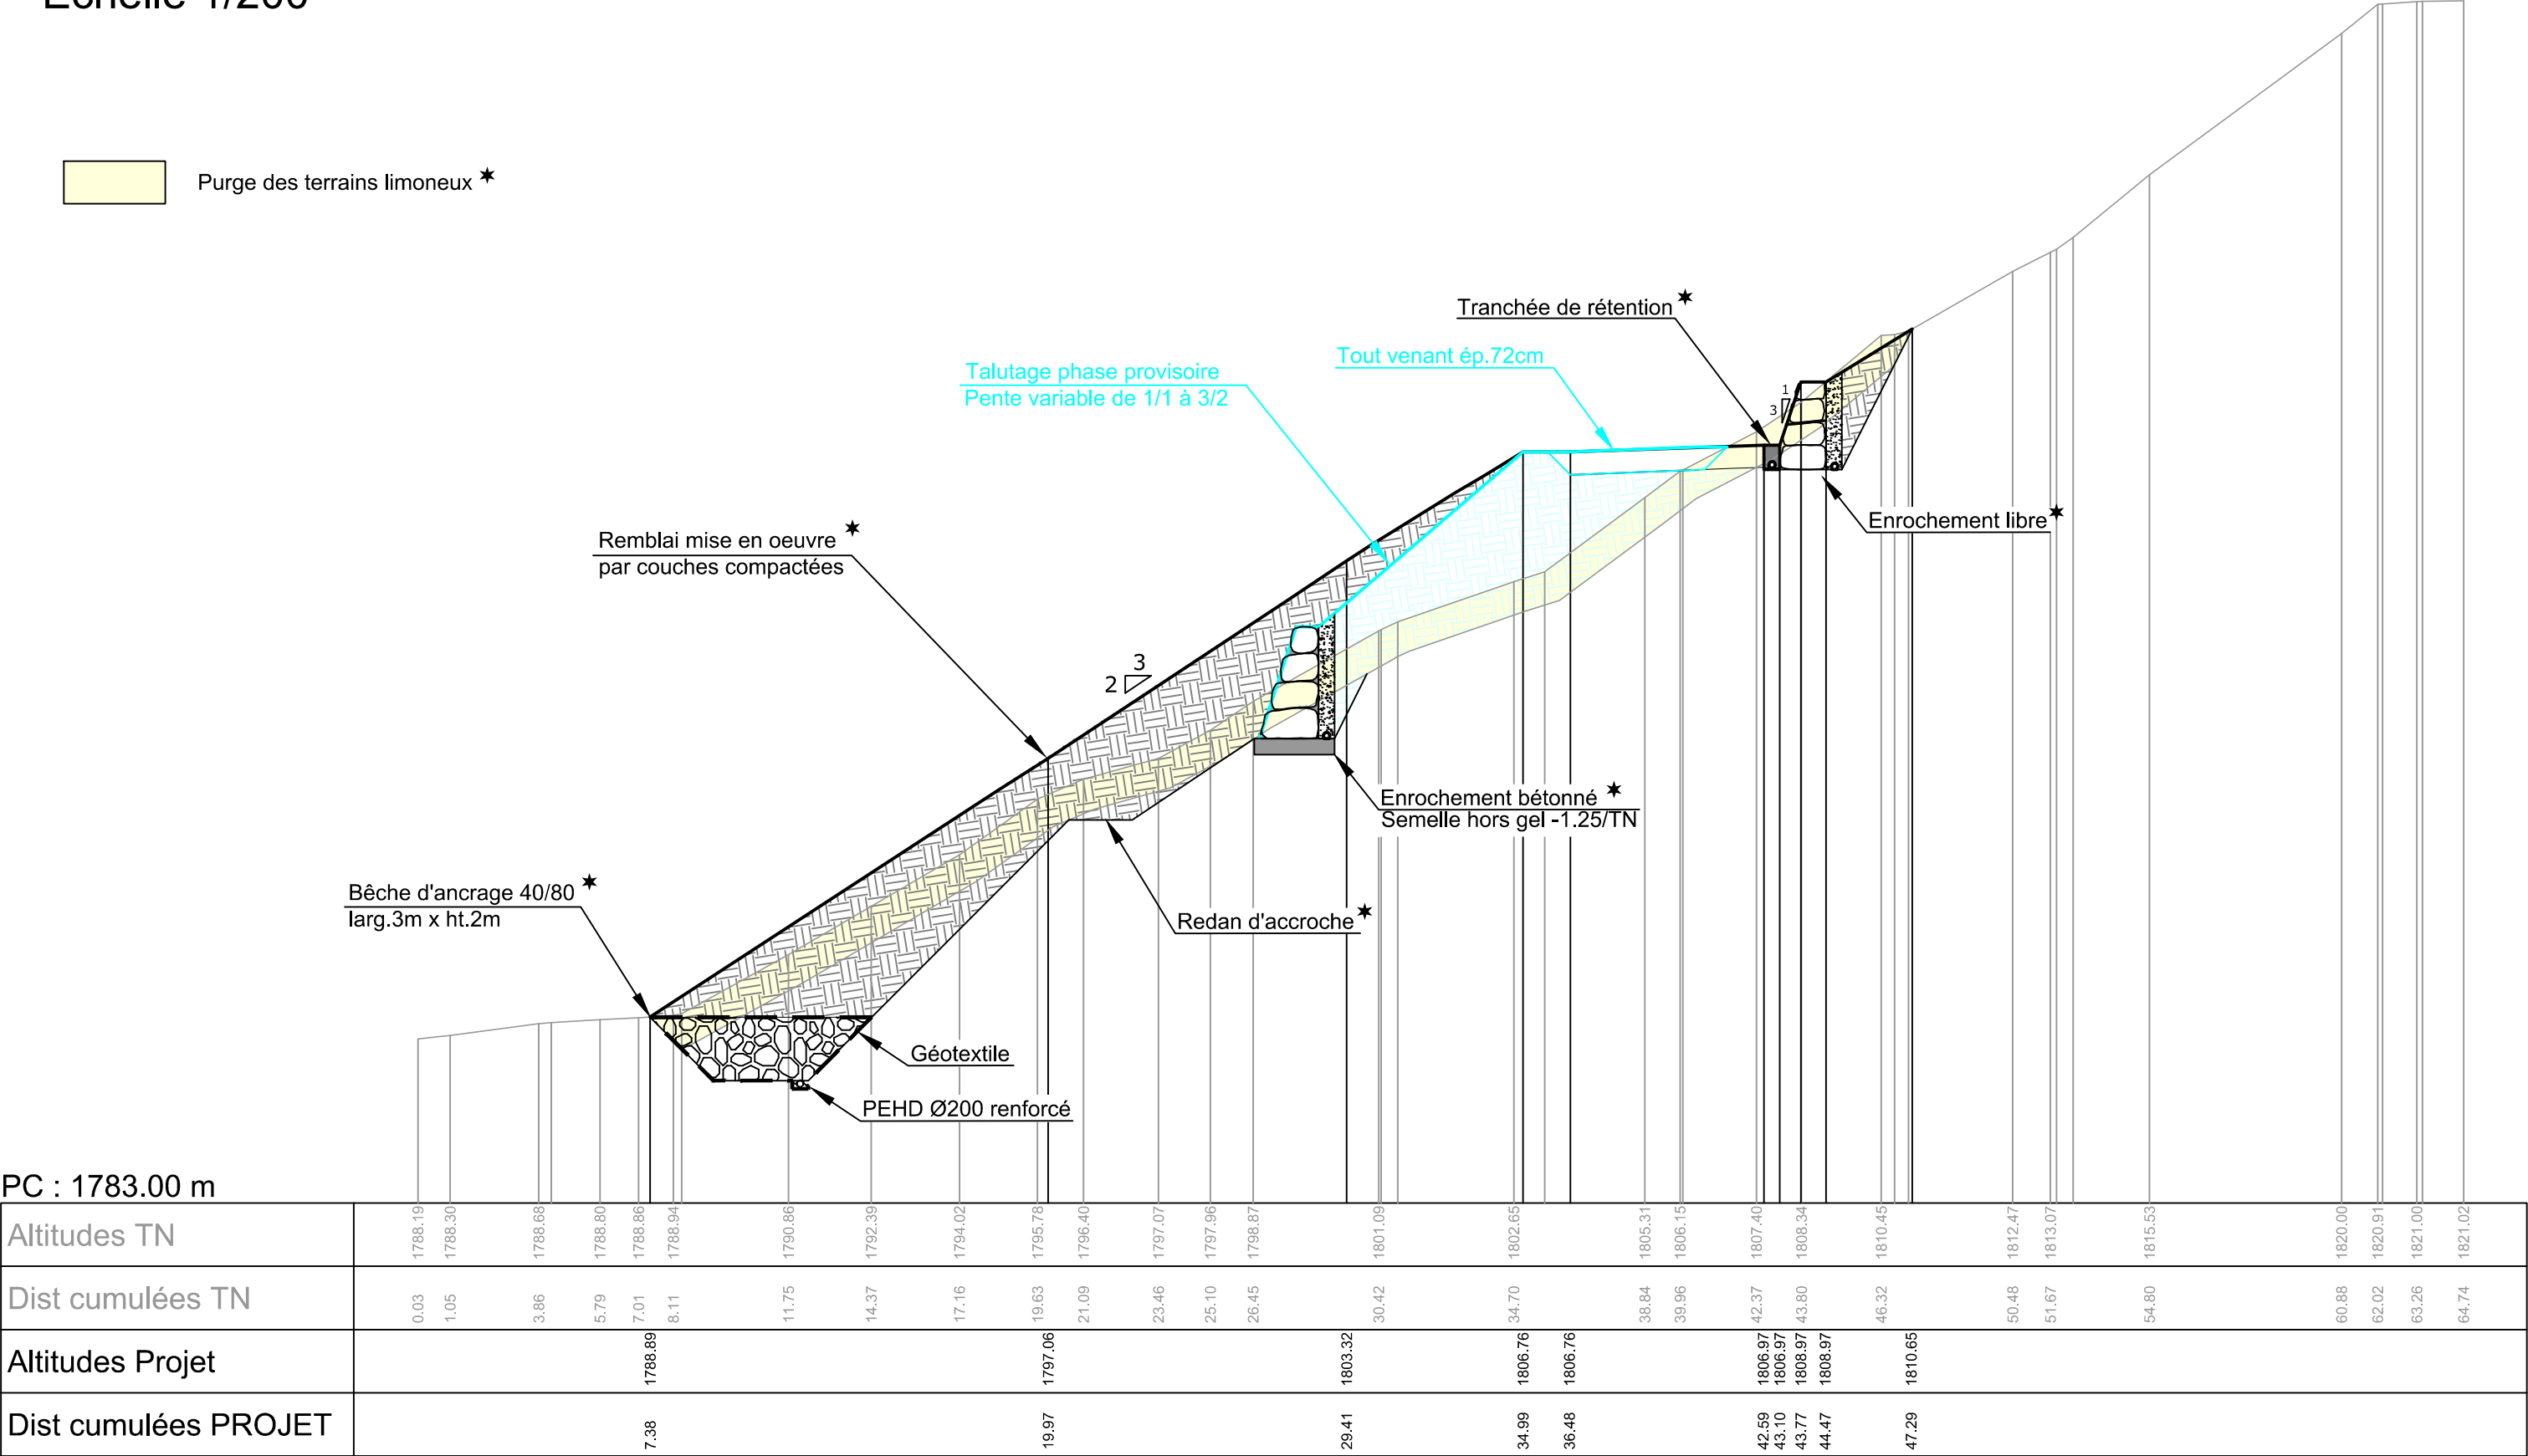 Echelle 1/200
Purge des terrains limoneux
Tranchée de rétention
Tout venant ép.72cm
Talutage phase provisoire
Pente variable de 1/1 à 3/2
1
3
Enrochement libre
Remblai mise en oeuvre
par couches compactées
3
2
Enrochement bétonné
Semelle hors gel -1.25/TN
Bêche d'ancrage 40/80
larg.3m x ht.2m
Redan d'accroche
Géotextile
PEHD Ø200 renforcé
PC : 1783.00 m
Altitudes TN 1788.19 1788.30 1788.68 1788.80 1788.86 1788.94 1790.86 1792.39 1794.02 1795.78 1796.40 1797.07 1797.96 1798.87 1801.09 1802.65 1805.31 1806.15 1807.40 1808.34 1810.45 1812.47 1813.07 1815.53 1820.00 1820.91 1821.00 1821.02
Dist cumulées TN 0.03 1.05 3.86 5.79 7.01 8.11 11.75 14.37 17.16 19.63 21.09 23.46 25.10 26.45 30.42 34.70 38.84 39.96 42.37 43.80 46.32 50.48 51.67 54.80 60.88 62.02 63.26 64.74
Altitudes Projet 1788.89 1797.06 1803.32 1806.76 1806.76 1806.97 1806.97 1808.97 1808.97 1810.65
Dist cumulées PROJET 7.38 19.97 29.41 34.99 36.48 42.59 43.10 43.77 44.47 47.29